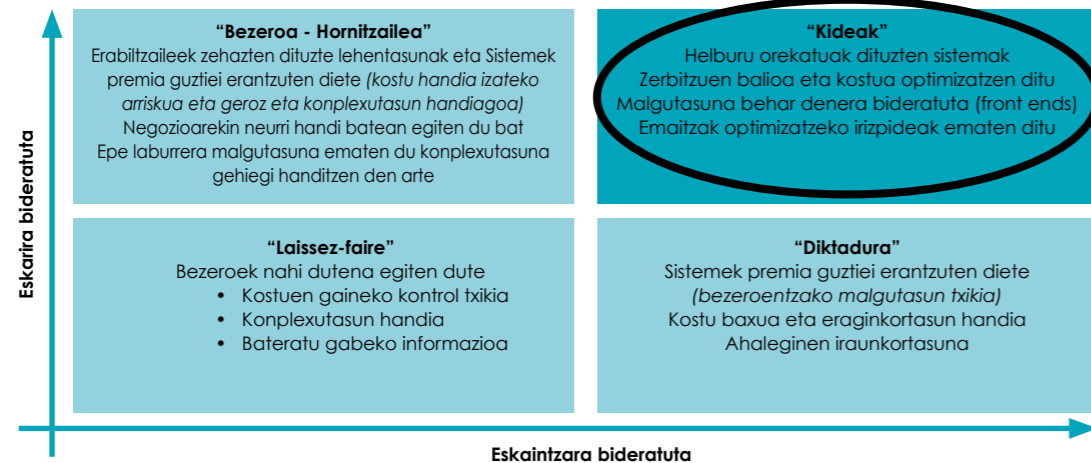 “Bezeroa - Hornitzailea”
Erabiltzaileek zehazten dituzte lehentasunak eta Sistemek
premia guztiei erantzuten diete (kostu handia izateko
arriskua eta geroz eta konplexutasun handiagoa)
Negozioarekin neurri handi batean egiten du bat
Epe laburrera malgutasuna ematen du konplexutasuna
gehiegi handitzen den arte
“Kideak”
Helburu orekatuak dituzten sistemak
Zerbitzuen balioa eta kostua optimizatzen ditu
Malgutasuna behar denera bideratuta (front ends)
Emaitzak optimizatzeko irizpideak ematen ditu
“Laissez-faire”
Bezeroek nahi dutena egiten dute
• Kostuen gaineko kontrol txikia
• Konplexutasun handia
• Bateratu gabeko informazioa
“Diktadura”
Sistemek premia guztiei erantzuten diete
(bezeroentzako malgutasun txikia)
Kostu baxua eta eraginkortasun handia
Ahaleginen iraunkortasuna
Eskarira bideratuta
Eskaintzara bideratuta